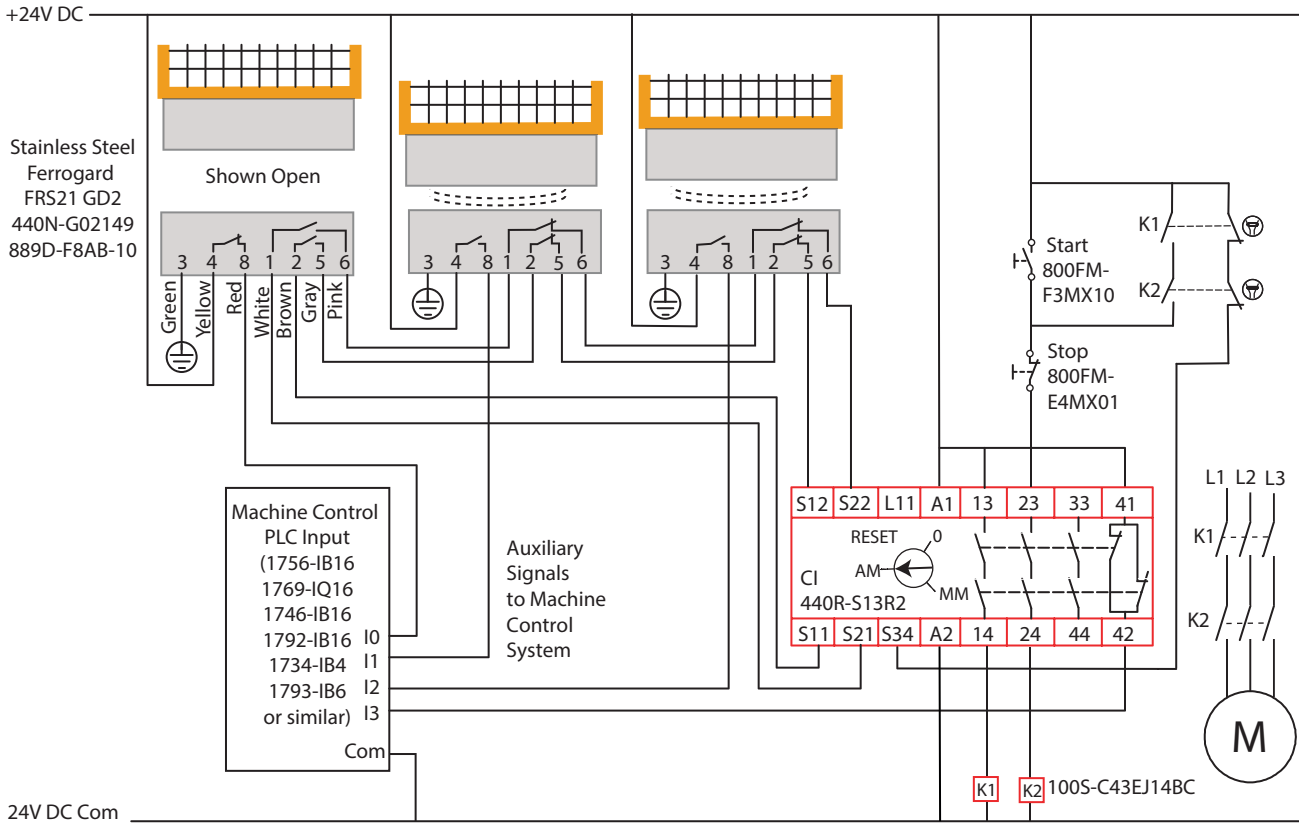 +24V DC
Stainless Steel
Ferrogard
FRS21 GD2
440N-G02149
889D-F8AB-10
Shown Open
3 4 8 1 2 5 6
Green
Yellow
Red
White
Brown
Gray
Pink
3 4 8 1 2 5 6
3 4 8 1 2 5 6
K1
K2
Start
800FM-
F3MX10
Stop
800FM-
E4MX01
Machine Control
PLC Input
(1756-IB16
1769-IQ16
1746-IB16
1792-IB16 I0
1734-IB4 I1
1793-IB6 I2
or similar) I3
Com
Auxiliary
Signals
to Machine
Control
System
S12 S22 L11 A1 13 23 33 41
RESET 0
AM
MM
CI
440R-S13R2
S11 S21 S34 A2 14 24 44 42
L1 L2 L3
K1
K2
M
K1
K2 100S-C43EJ14BC
24V DC Com